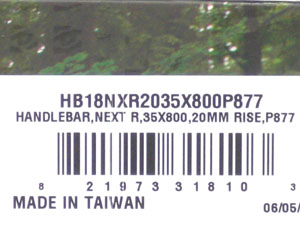 HB18NXR2035X800P877
HANDLEBAR,NEXT R,35X800,20MM RISE,P877
8 21973 31810 3
MADE IN TAIWAN
06/05/